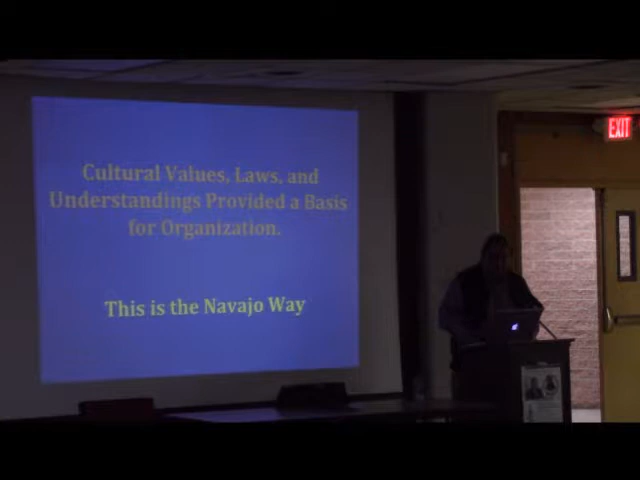 Cultural Values, Laws, and
Understandings Provided a Basis
for Organization.
This is the Navajo Way
EXIT